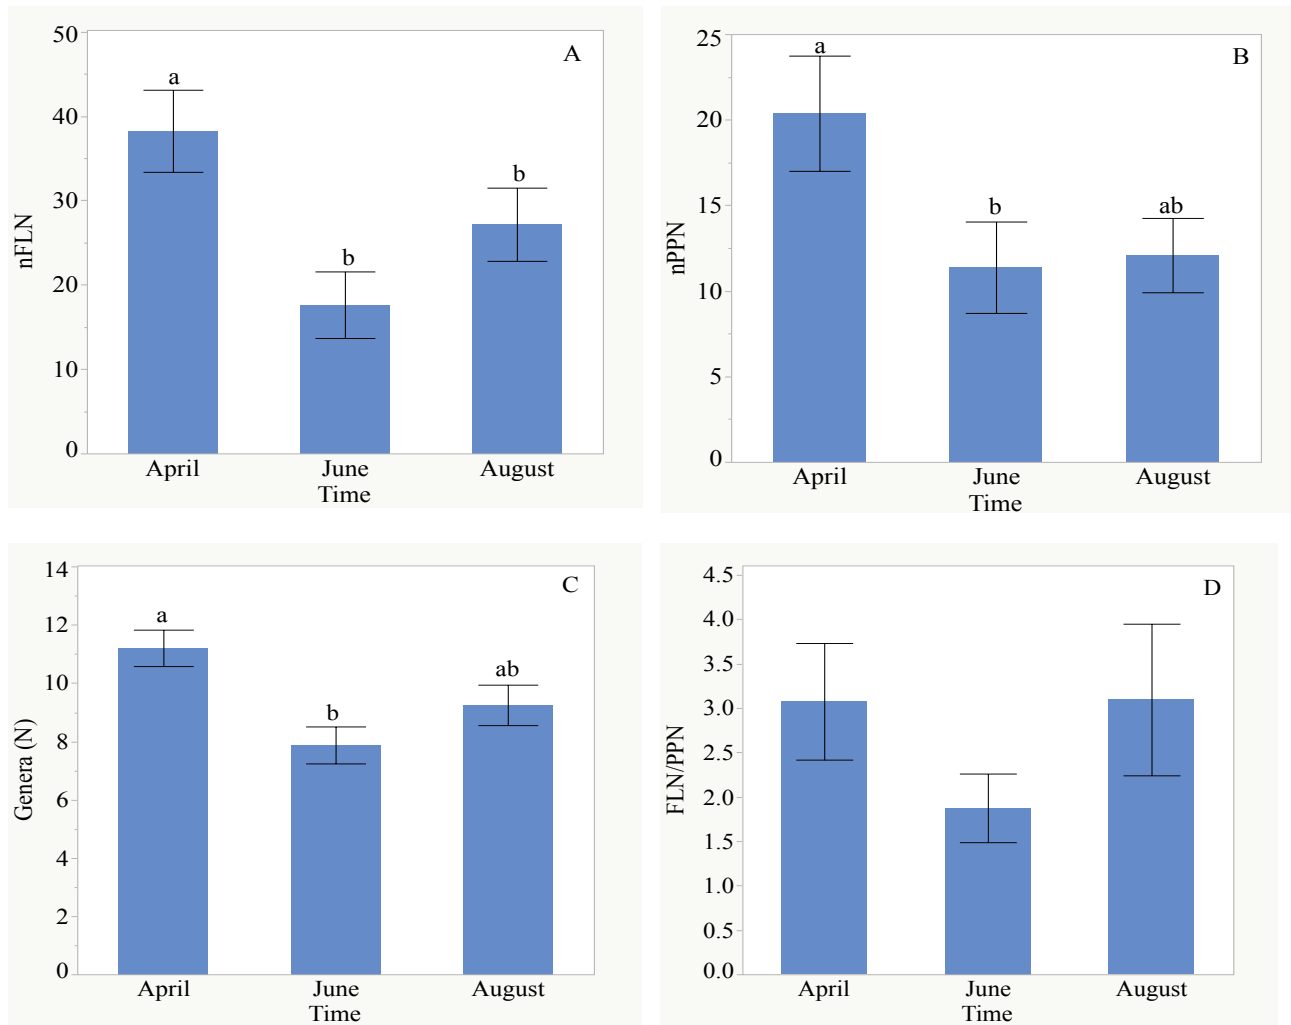 50
40
30
20
10
0
nFLN
A
a
b
b
April June August
Time
25
20
15
10
5
0
nPPN
B
a
b
ab
April June August
Time
14
12
10
8
6
4
2
0
Genera (N)
C
a
b
ab
April June August
Time
4.5
4.0
3.5
3.0
2.5
2.0
1.5
1.0
0.5
0.0
FLN/PPN
D
April June August
Time